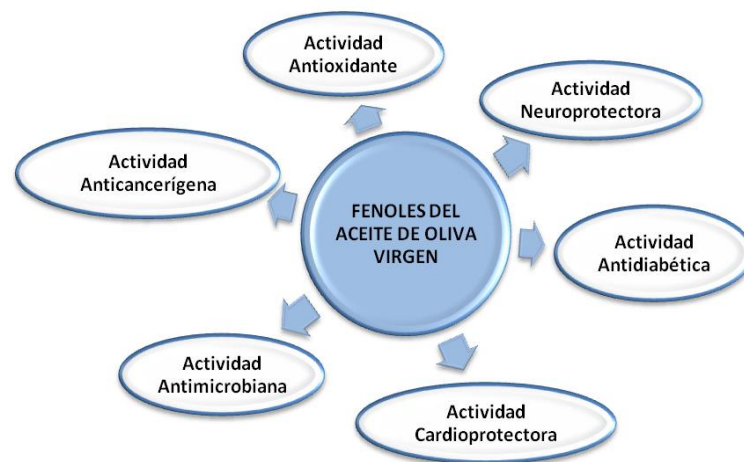 Actividad
Antioxidante
Actividad
Neuroprotectora
Actividad
Anticancerígena
FENOLES DEL
ACEITE DE OLIVA
VIRGEN
Actividad
Antidiabética
Actividad
Antimicrobiana
Actividad
Cardioprotectora